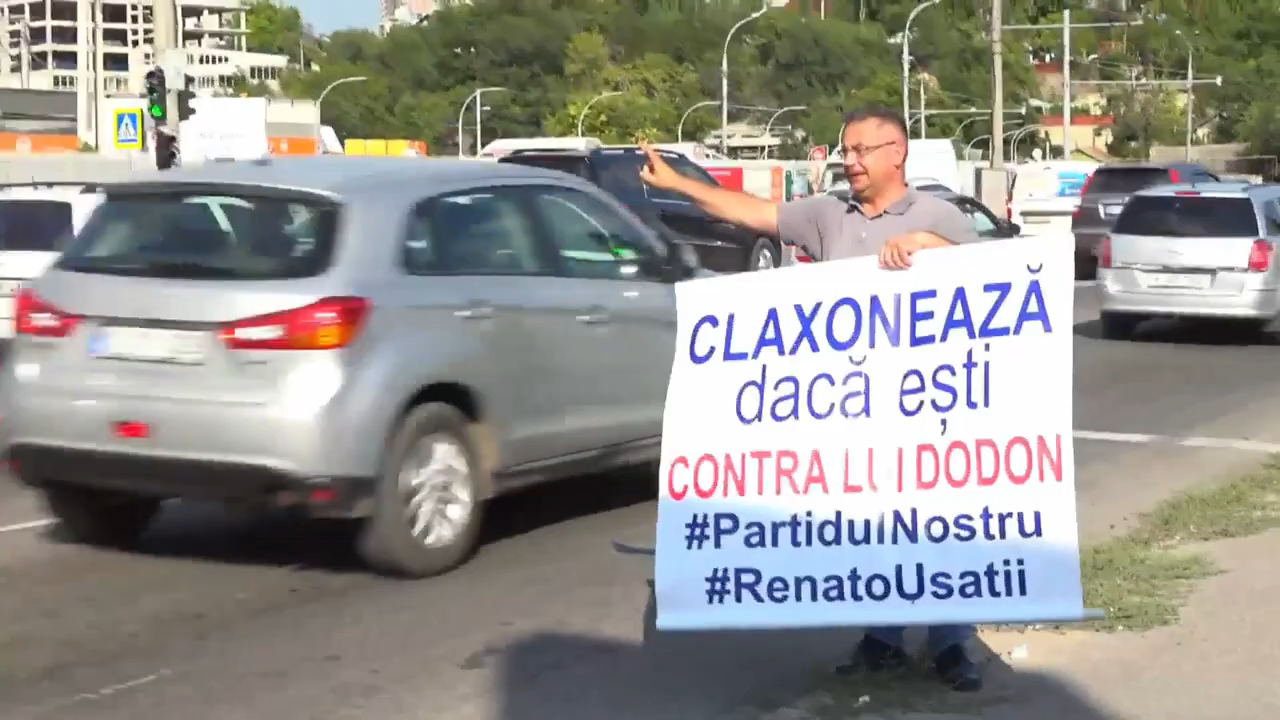 CLAXONEAZĂ
dacă ești
CONTRA LUI DODON
#PartidulNostru
#RenatoUsatii